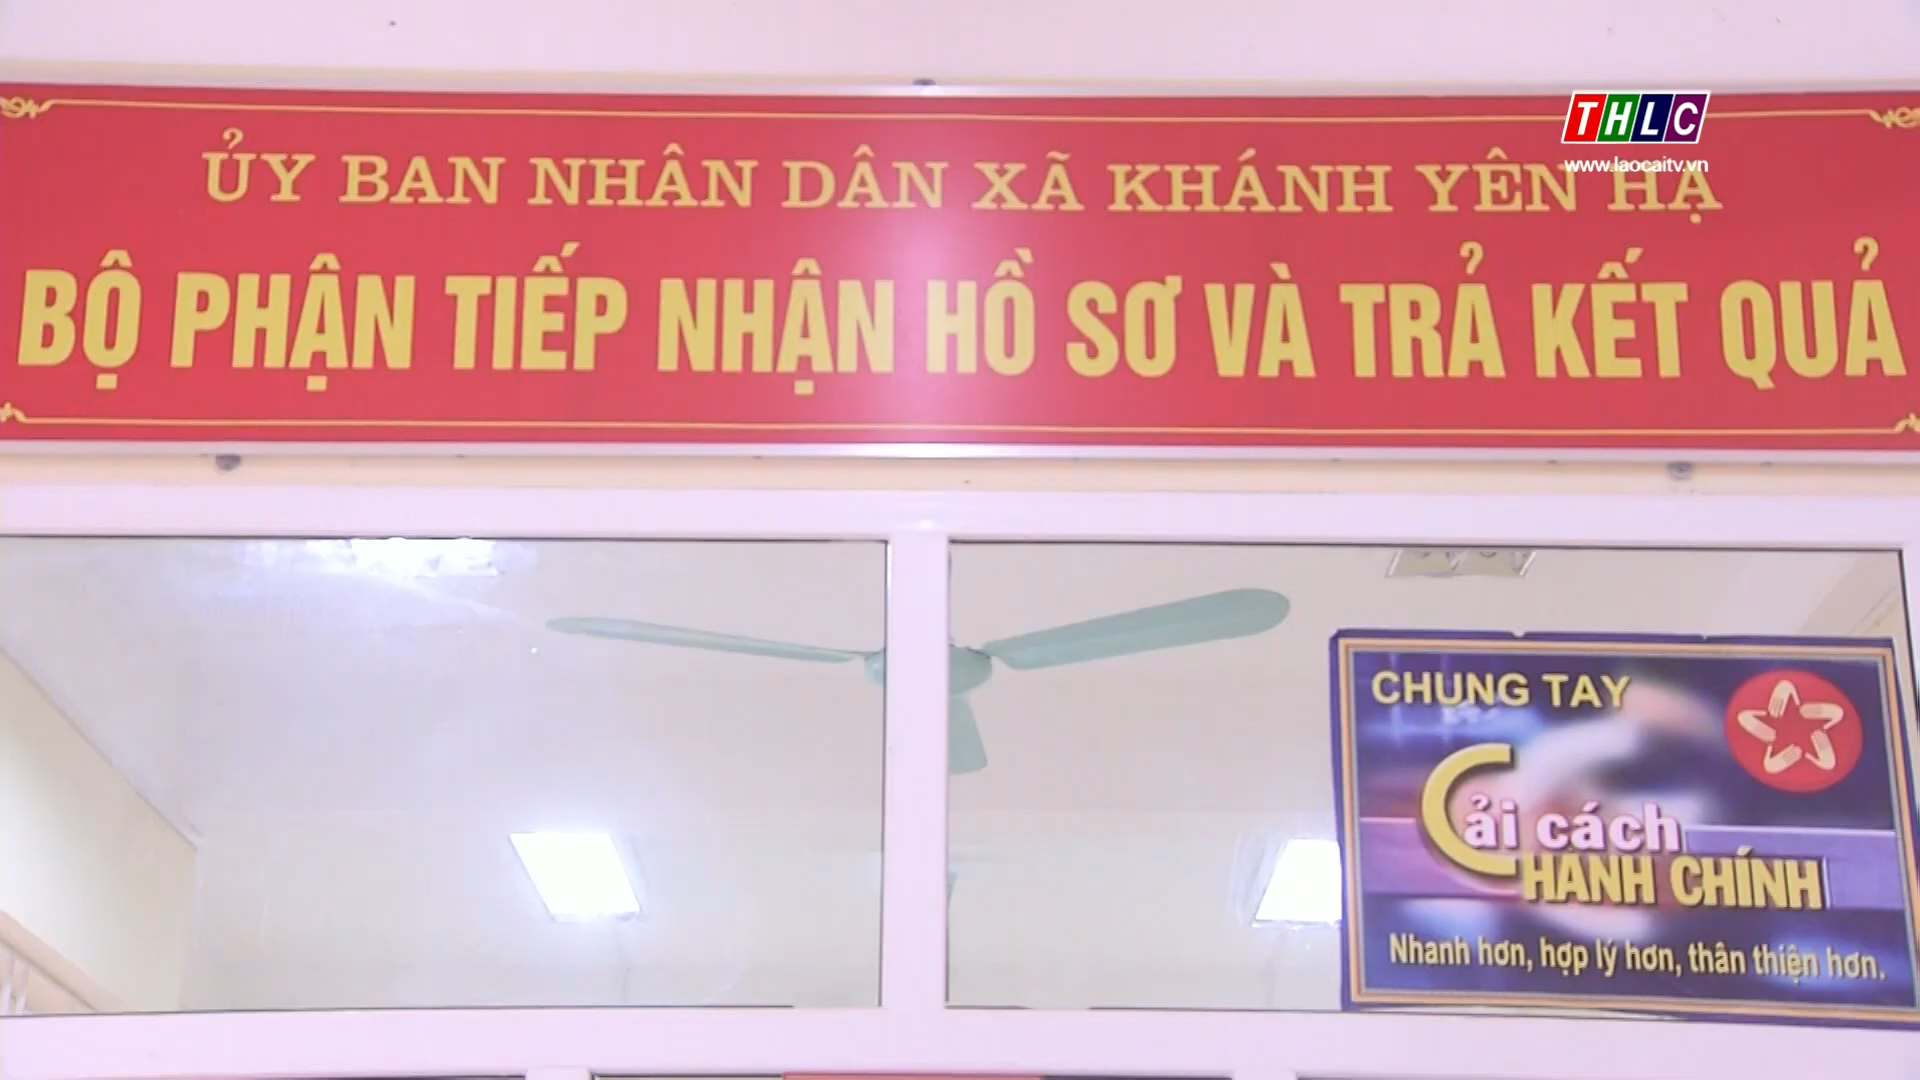 THLC
www.laocaitv.vn
ỦY BAN NHÂN DÂN XÃ KHÁNH YÊN HẠ
BỘ PHẬN TIẾP NHẬN HỒ SƠ VÀ TRẢ KẾT QUẢ
CHUNG TAY
Cải cách
HÀNH CHÍNH
Nhanh hơn, hợp lý hơn, thân thiện hơn.